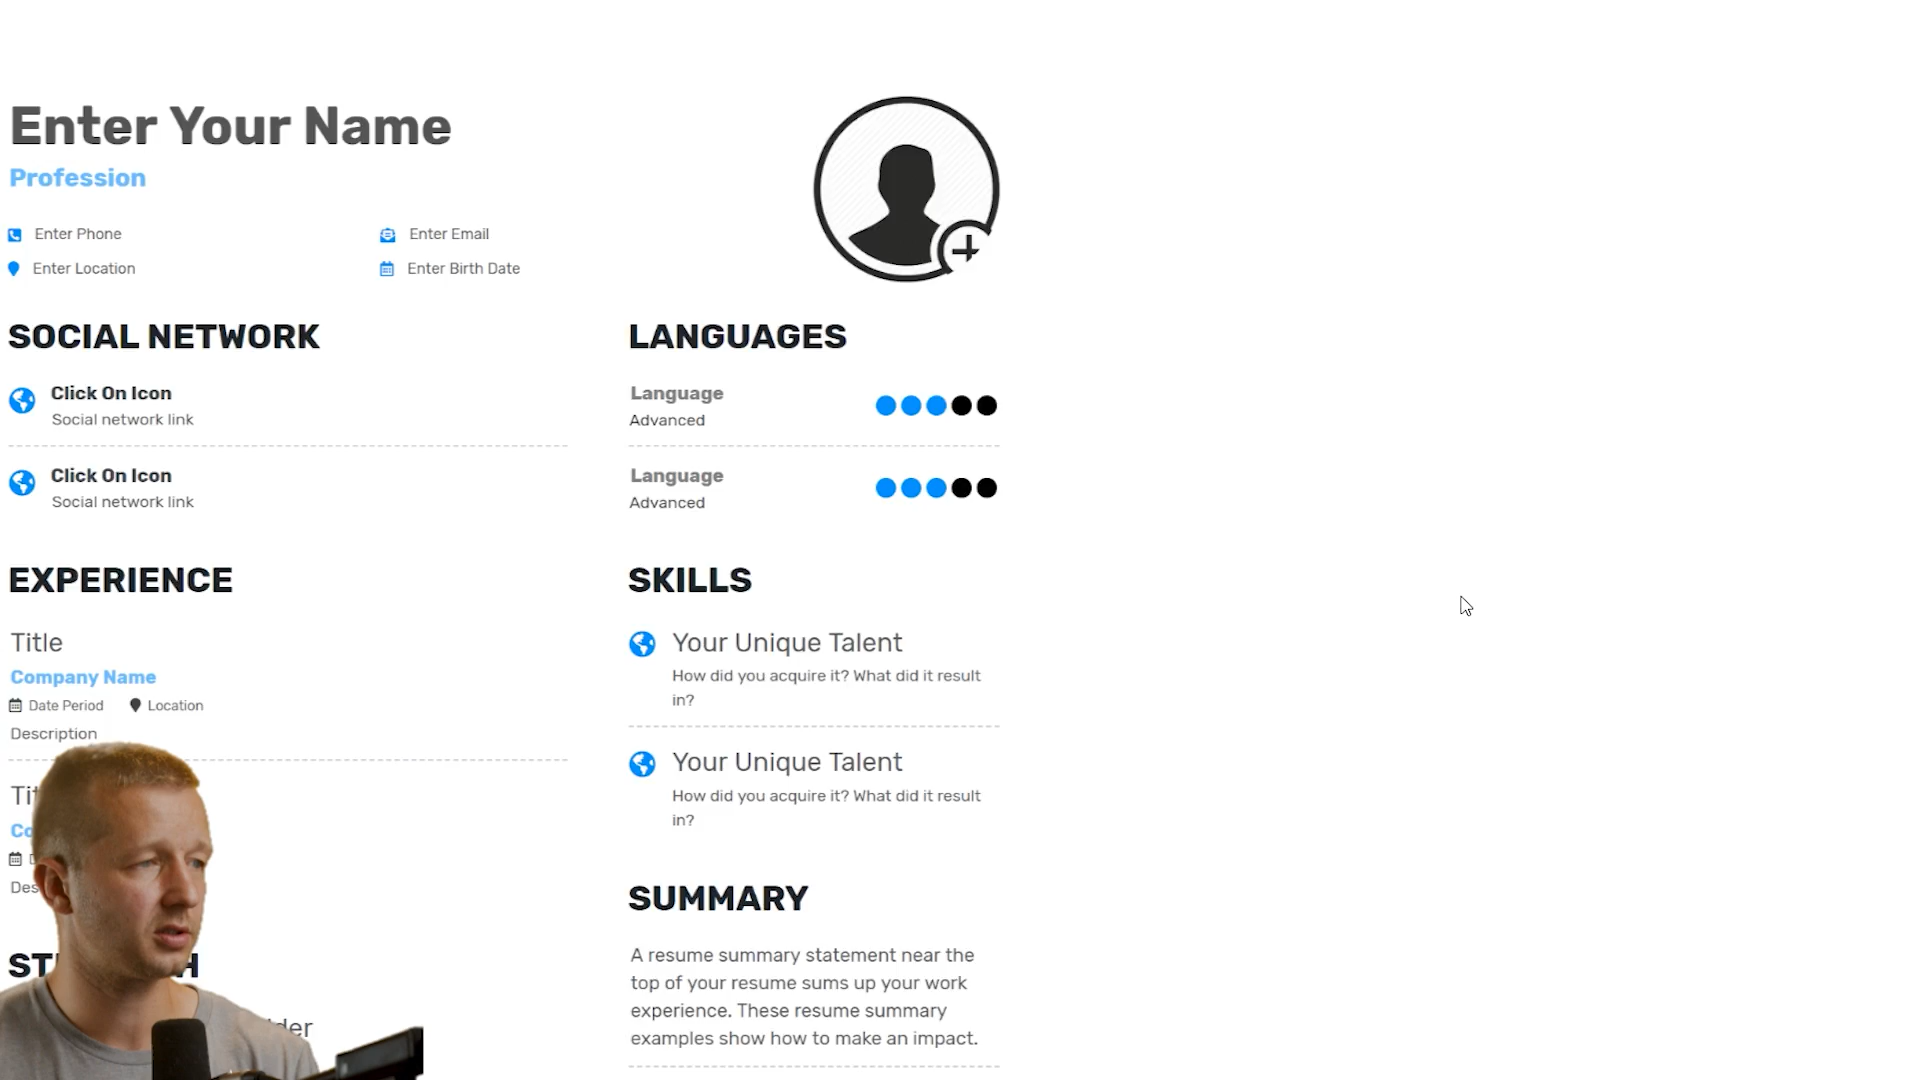 Enter Your Name
Profession
Enter Phone
Enter Email
Enter Location
Enter Birth Date
SOCIAL NETWORK
Click On Icon
Social network link
Click On Icon
Social network link
LANGUAGES
Language
Advanced
Language
Advanced
EXPERIENCE
Title
Company Name
Date Period
Location
Description
SKILLS
Your Unique Talent
How did you acquire it? What did it result
in?
Your Unique Talent
How did you acquire it? What did it result
in?
SUMMARY
A resume summary statement near the
top of your resume sums up your work
experience. These resume summary
examples show how to make an impact.